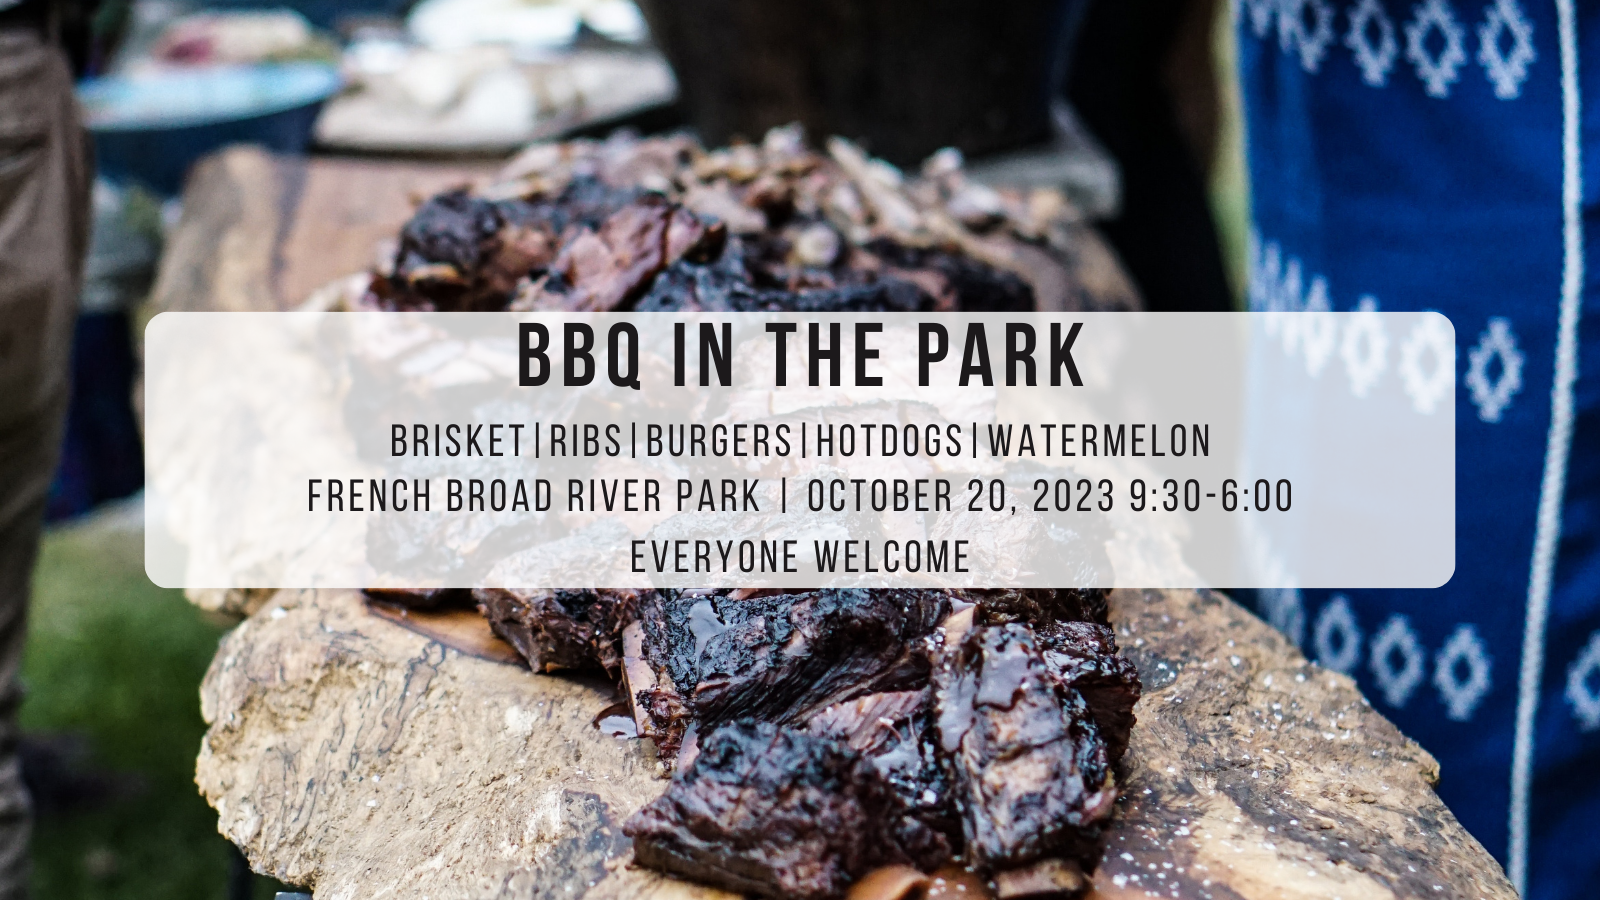 BBQ IN THE PARK
BRISKET|RIBS|BURGERS|HOTDOGS|WATERMELON
FRENCH BROAD RIVER PARK | OCTOBER 20, 2023 9:30-6:00
EVERYONE WELCOME